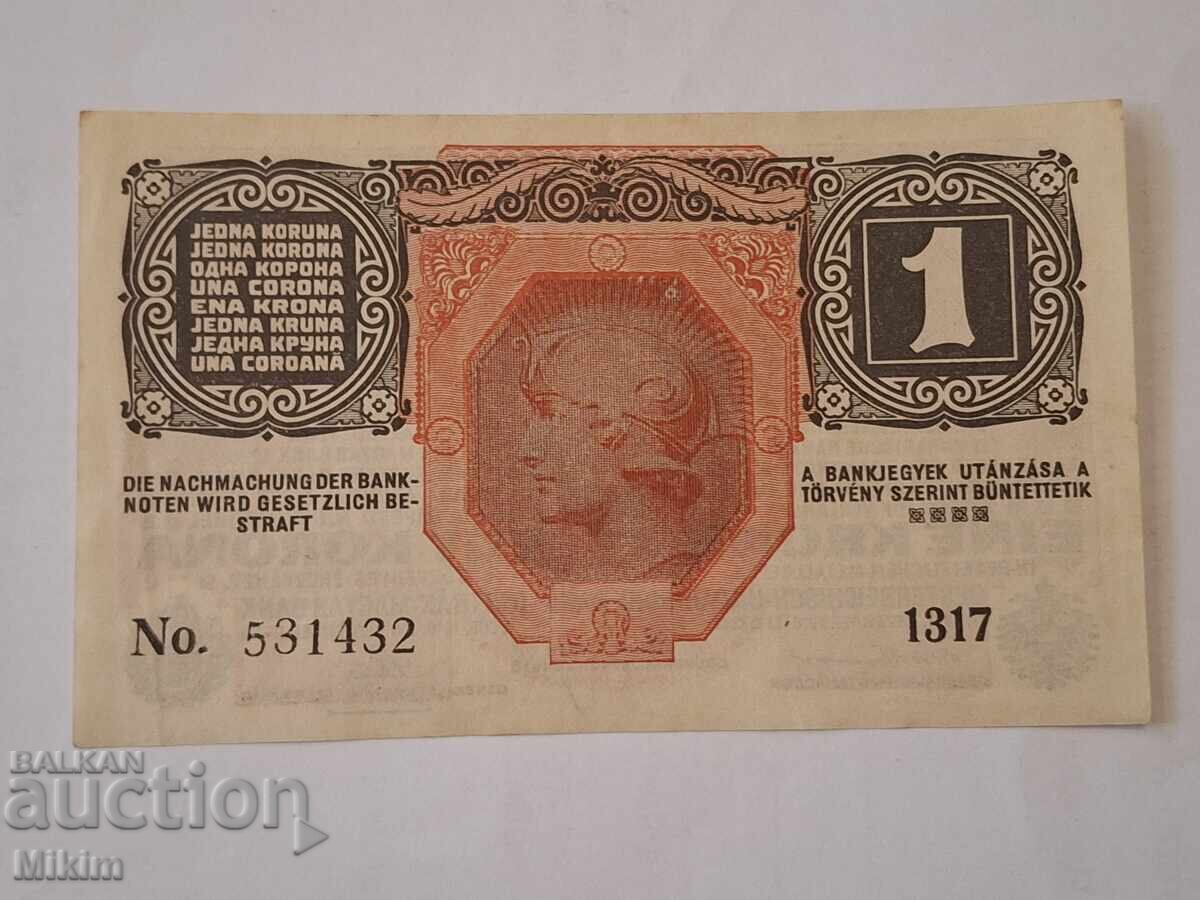 JEDNA KORUNA
JEDNA KORONA
ОДНА КОРОНА
UNA CORONA
ENA KRONA
JEDNA KRUNA
ЈЕДНА КРУНА
UNA COROANĂ
1
DIE NACHMACHUNG DER BANK-
NOTEN WIRD GESETZLICH BE-
STRAFT
A BANKJEGYEK UTÁNZÁSA A
TÖRVÉNY SZERINT BÜNTETTETIK
No. 531432
1317
BALKAN
auction
Mikim